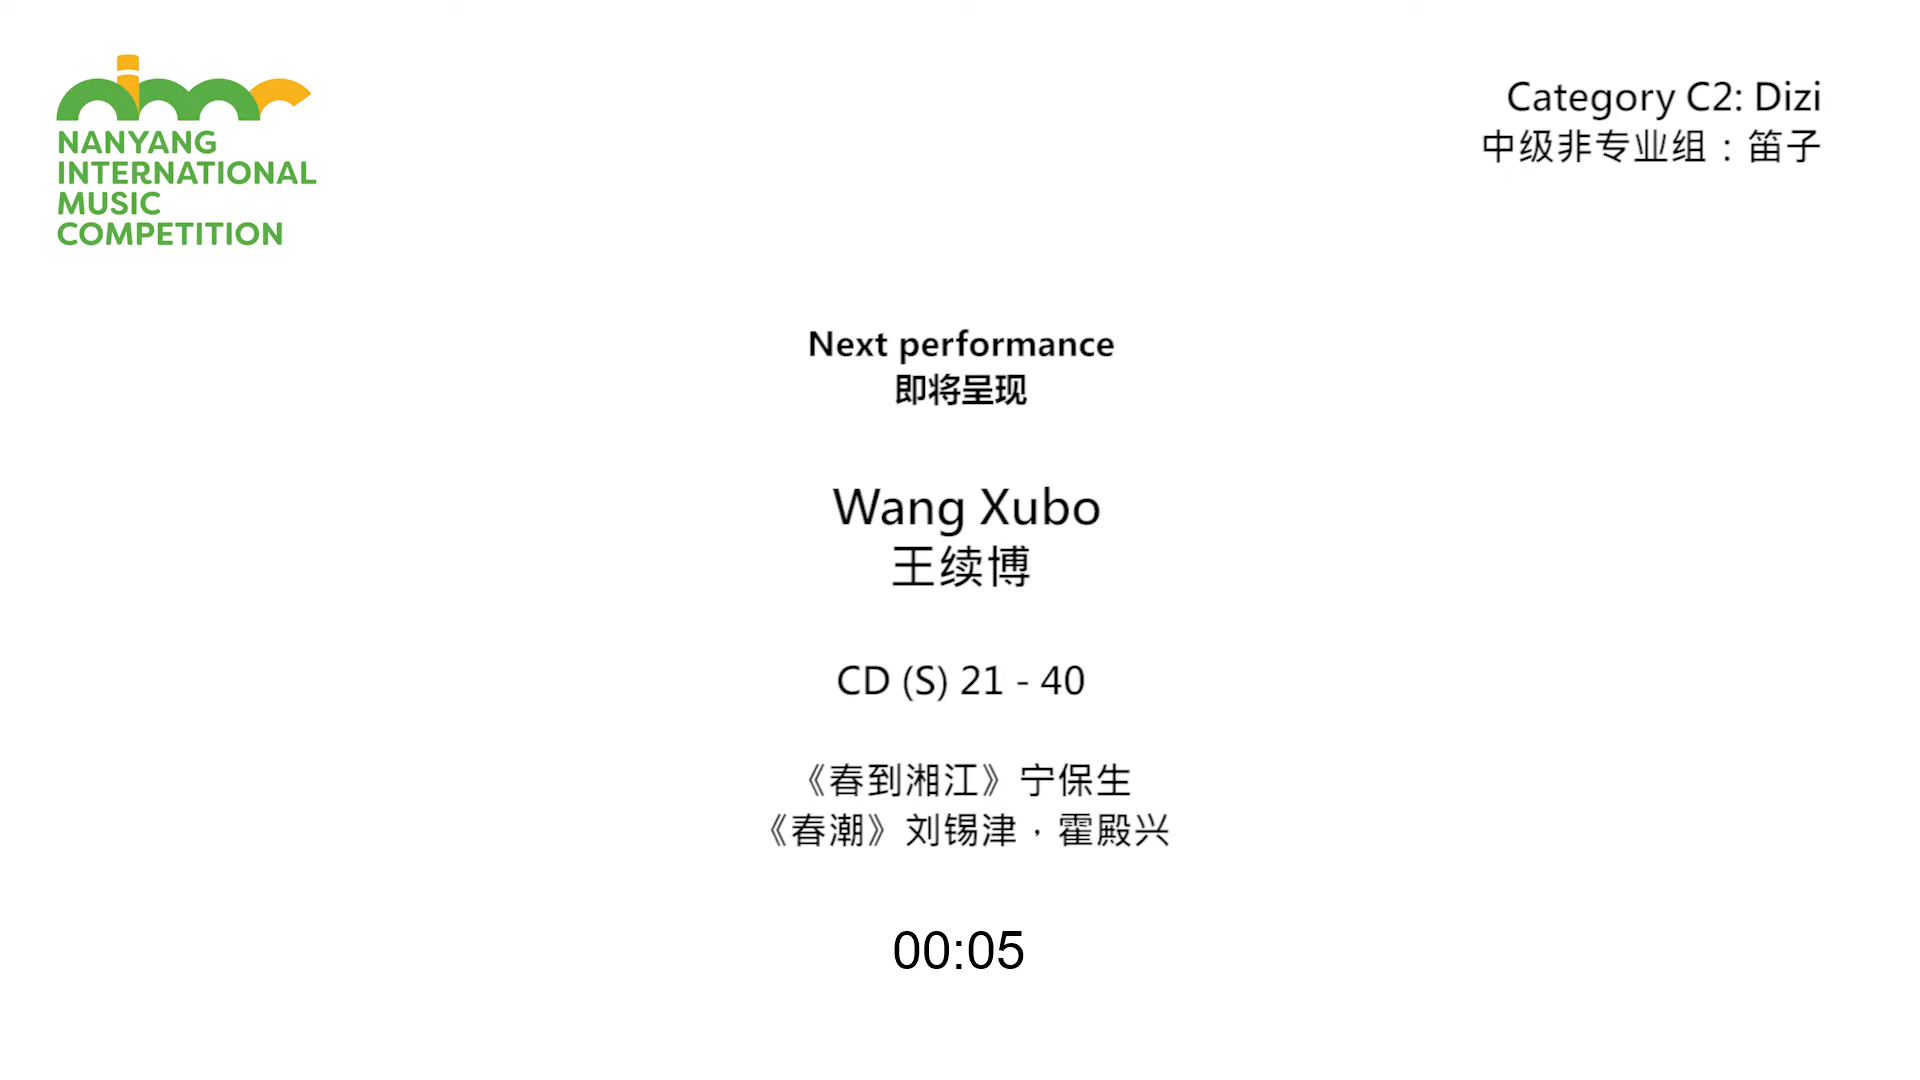 nimc
NANYANG
INTERNATIONAL
MUSIC
COMPETITION
Category C2: Dizi
中级非专业组：笛子
Next performance
即将呈现
Wang Xubo
王续博
CD (S) 21 - 40
《春到湘江》宁保生
《春潮》刘锡津，霍殿兴
00:05